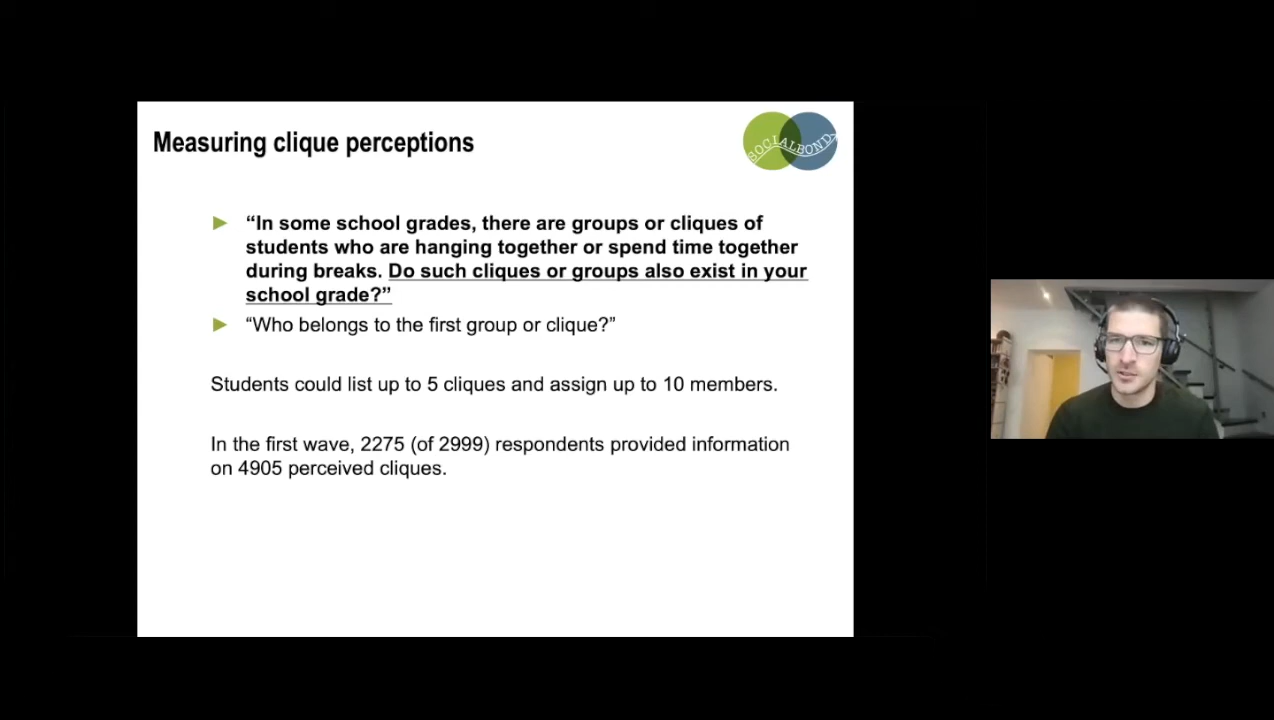 Measuring clique perceptions
SOCIALBOND
“In some school grades, there are groups or cliques of
students who are hanging together or spend time together
during breaks. Do such cliques or groups also exist in your
school grade?”
“Who belongs to the first group or clique?”
Students could list up to 5 cliques and assign up to 10 members.
In the first wave, 2275 (of 2999) respondents provided information
on 4905 perceived cliques.